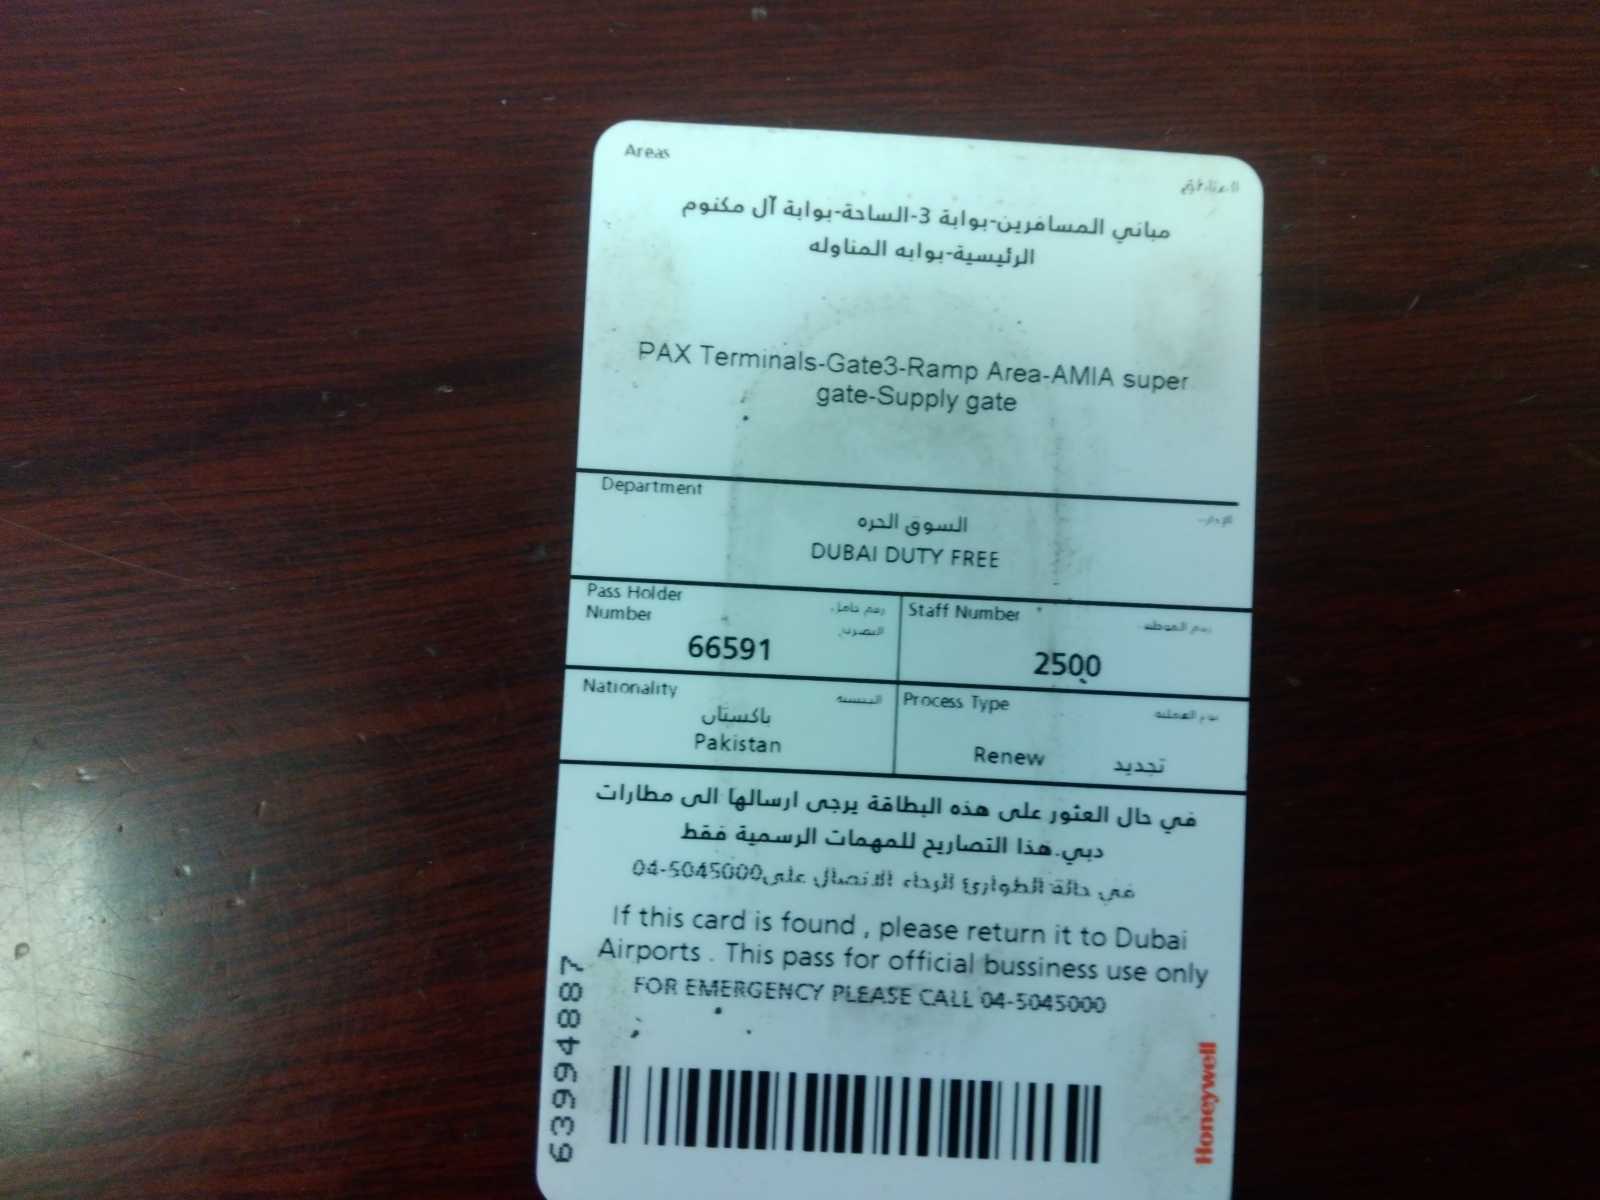 Areas المناطق
مباني المسافرين-بوابة 3-الساحة-بوابة آل مكتوم
الرئيسية-بوابه المناوله
PAX Terminals-Gate3-Ramp Area-AMIA super
gate-Supply gate
Department الإدارة
السوق الحره
DUBAI DUTY FREE
Pass Holder رقم حامل
Number التصريح
66591
Staff Number رقم الموظف
2500
Nationality الجنسية
باكستان
Pakistan
Process Type نوع العملية
Renew تجديد
في حال العثور على هذه البطاقة يرجى ارسالها الى مطارات
دبي.هذا التصاريح للمهمات الرسمية فقط
في حالة الطوارئ الرجاء الاتصال على04-5045000
If this card is found , please return it to Dubai
Airports . This pass for official bussiness use only
FOR EMERGENCY PLEASE CALL 04-5045000
63994887
Honeywell